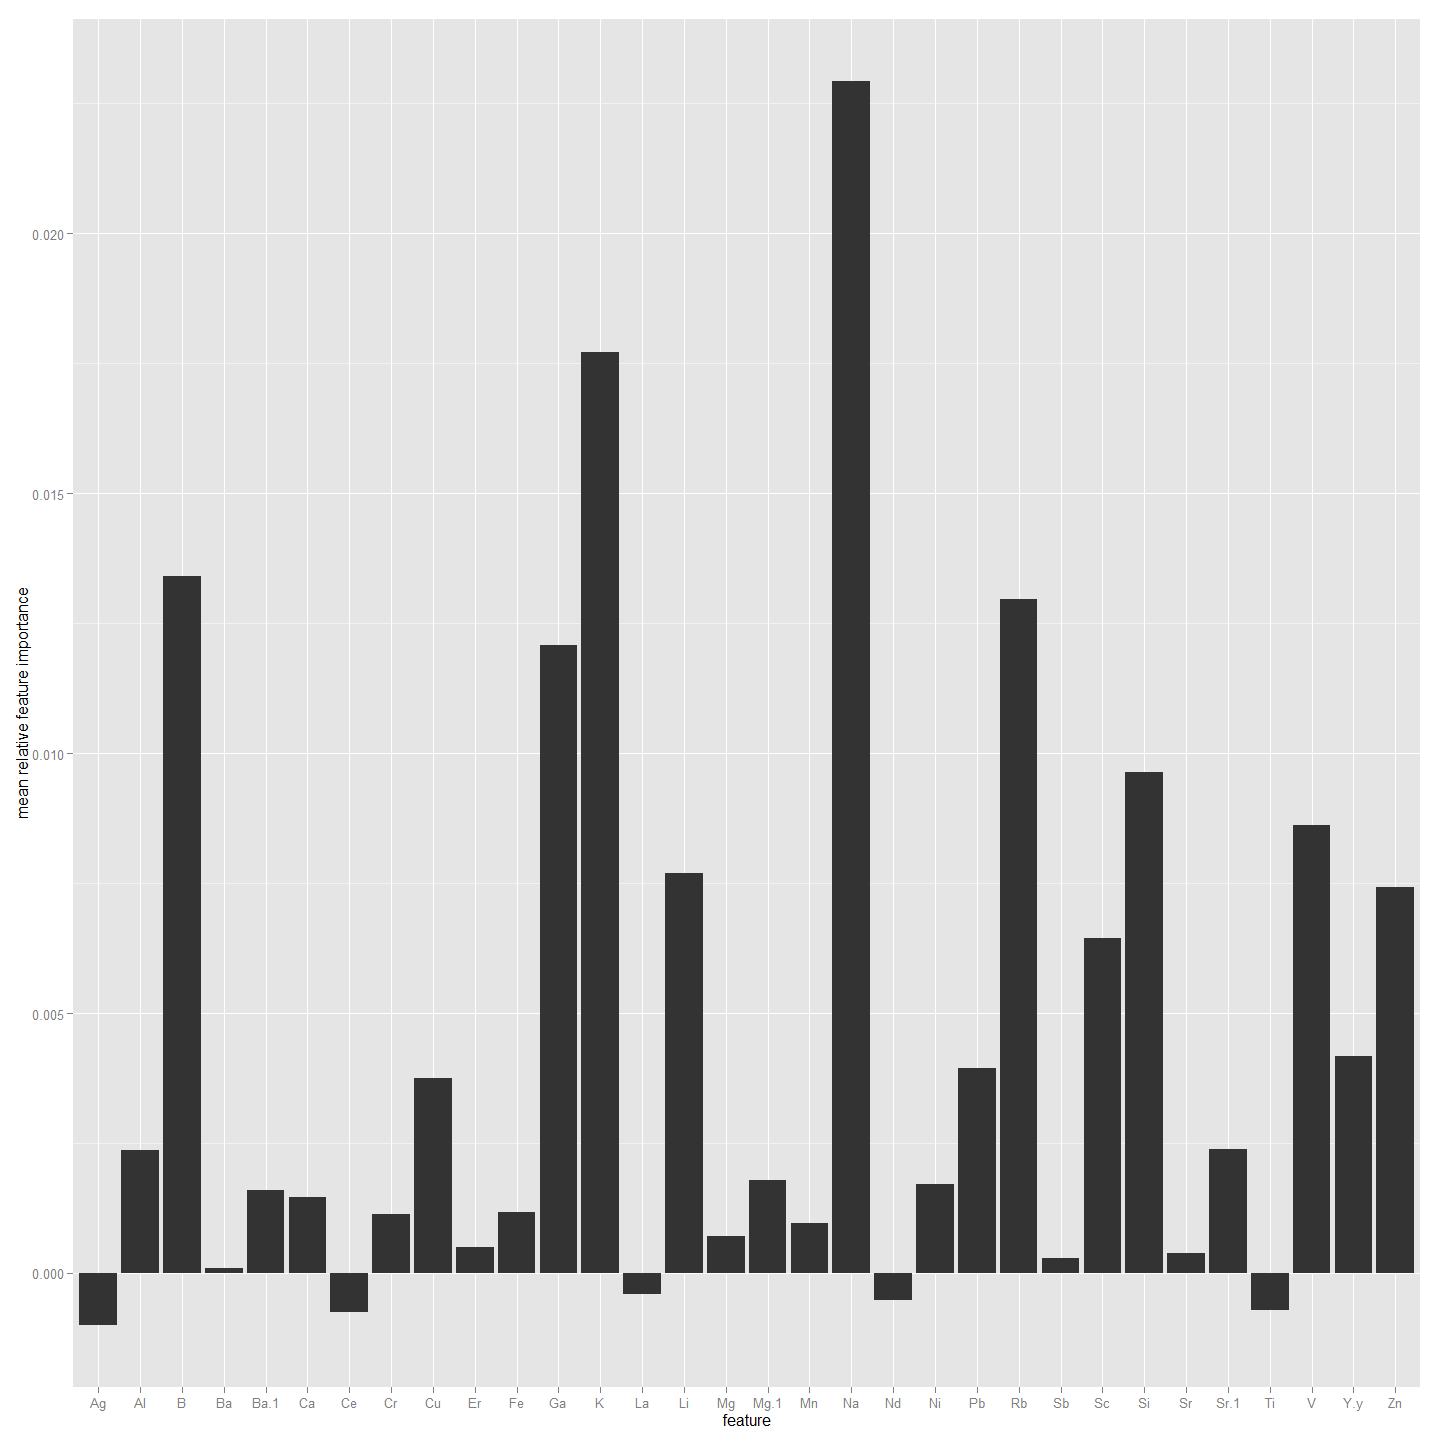 mean relative feature importance
0.020
0.015
0.010
0.005
0.000
Ag Al B Ba Ba.1 Ca Ce Cr Cu Er Fe Ga K La Li Mg Mg.1 Mn Na Nd Ni Pb Rb Sb Sc Si Sr Sr.1 Ti V Y.y Zn
feature